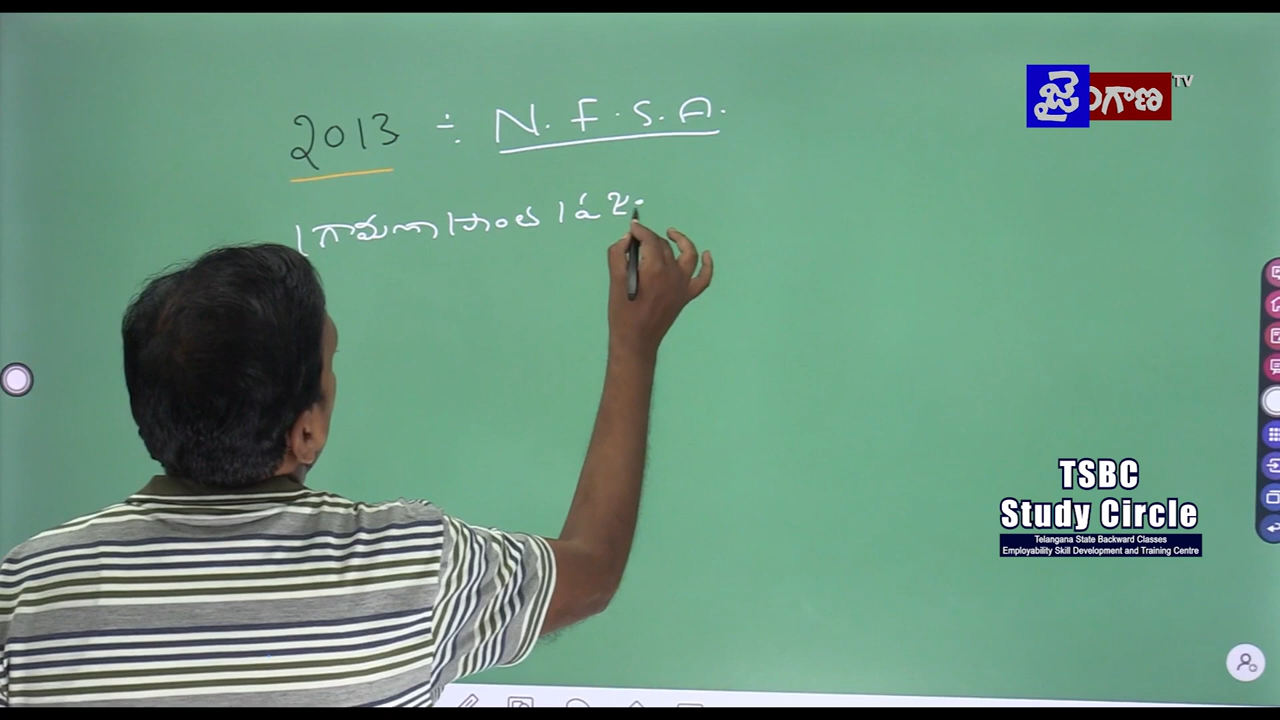 2013 ÷ N.F.S.A.
గ్రామీణ ప్రాంత
జై
లంగాణ
TV
TSBC
Study Circle
Telangana State Backward Classes
Employability Skill Development and Training Centre